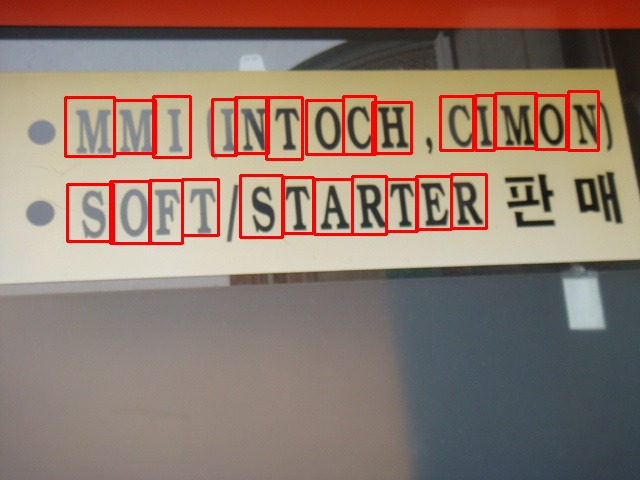 • MMI (INTOCH, CIMON)
• SOFT/STARTER 판매